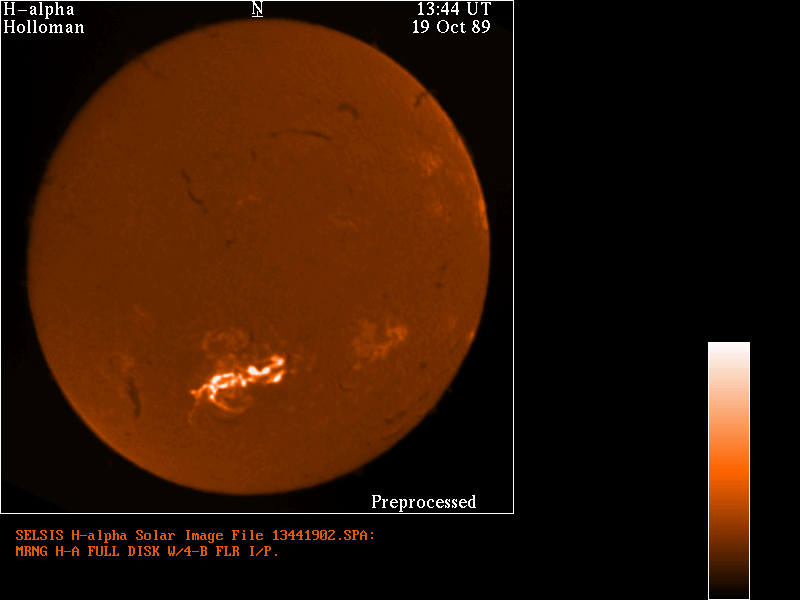 H-alpha
Holloman
N
13:44 UT
19 Oct 89
Preprocessed
SELSIS H-alpha Solar Image File 13441902.SPA:
MRNG H-A FULL DISK W/4-B FLR I/P.